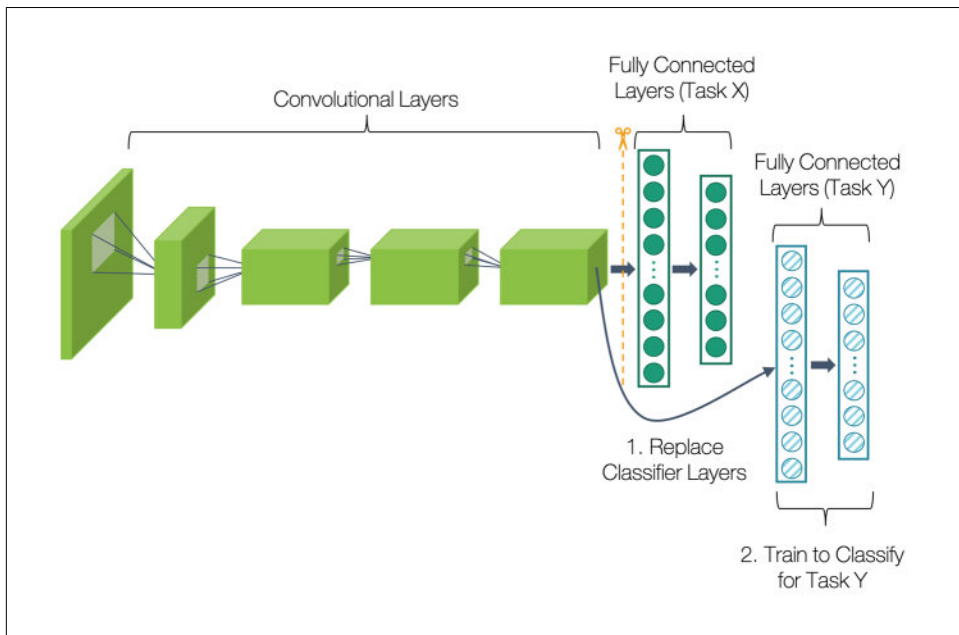 Convolutional Layers
Fully Connected
Layers (Task X)
Fully Connected
Layers (Task Y)
1. Replace
Classifier Layers
2. Train to Classify
for Task Y